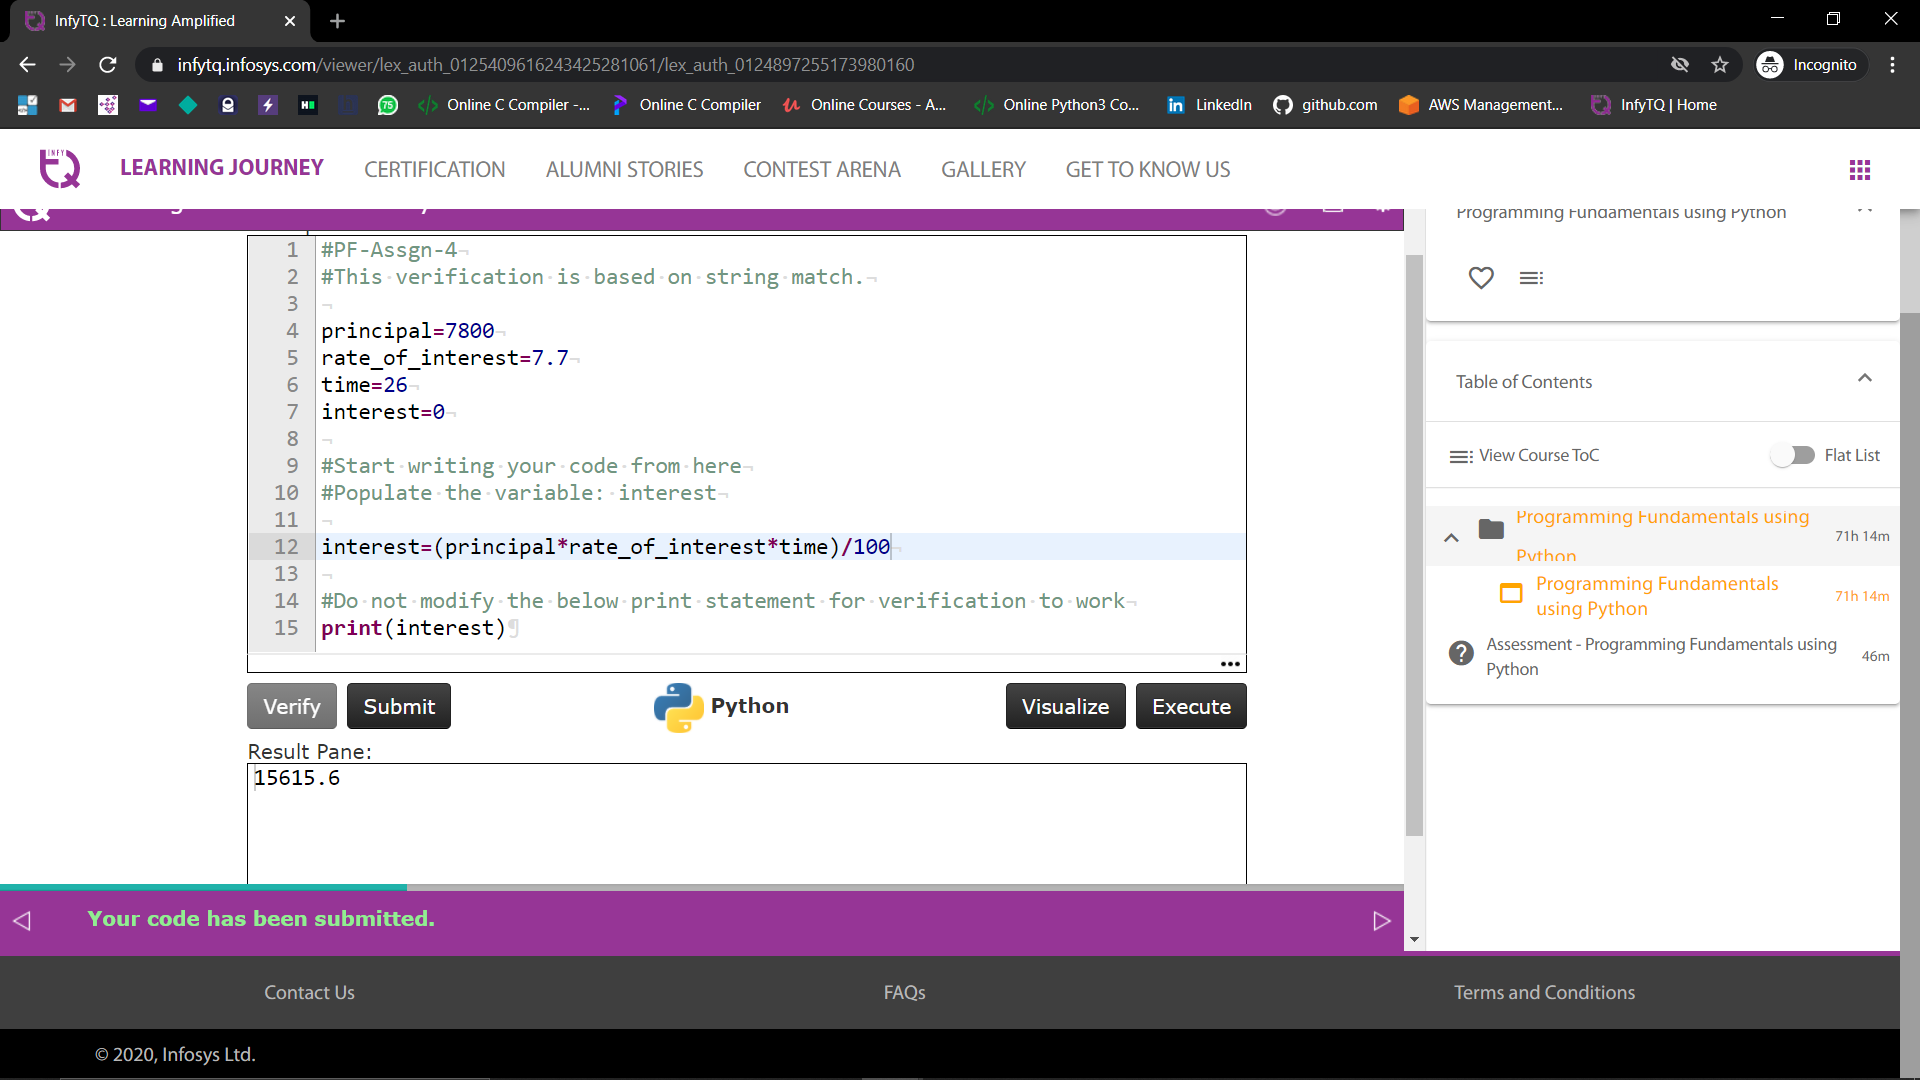 InfyTQ : Learning Amplified
infytq.infosys.com/viewer/lex_auth_01254096162434252810​61/lex_auth_0124897255173980160
Incognito
75
Online C Compiler -...
Online C Compiler
Online Courses - A...
Online Python3 Co...
LinkedIn
github.com
AWS Management...
InfyTQ | Home
LEARNING JOURNEY
CERTIFICATION
ALUMNI STORIES
CONTEST ARENA
GALLERY
GET TO KNOW US
Programming Fundamentals using Python
1 #PF-Assgn-4
2 #This verification is based on string match.
3
4 principal=7800
5 rate_of_interest=7.7
6 time=26
7 interest=0
8
9 #Start writing your code from here
10 #Populate the variable: interest
11
12 interest=(principal*rate_of_interest*time)/100
13
14 #Do not modify the below print statement for verification to work
15 print(interest)
Verify
Submit
Python
Visualize
Execute
Result Pane:
15615.6
Your code has been submitted.
Table of Contents
View Course ToC
Flat List
Programming Fundamentals using
Python
71h 14m
Programming Fundamentals
using Python
71h 14m
Assessment - Programming Fundamentals using
Python
46m
Contact Us
FAQs
Terms and Conditions
© 2020, Infosys Ltd.